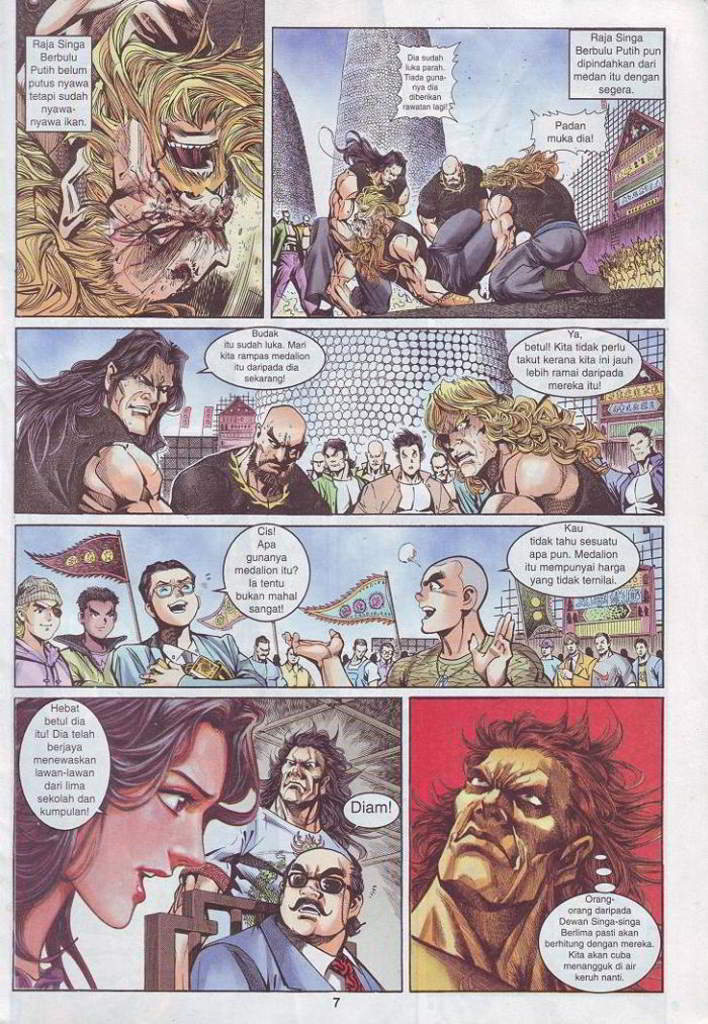 Raja Singa
Berbulu
Putih belum
putus nyawa
tetapi sudah
nyawa-
nyawa ikan.
Dia sudah
luka parah.
Tiada guna-
nya dia
diberikan
rawatan lagi!
Raja Singa
Berbulu Putih pun
dipindahkan dari
medan itu dengan
segera.
Padan
muka dia!
Budak
itu sudah luka. Mari
kita rampas medalion
itu daripada dia
sekarang!
Ya,
betul! Kita tidak perlu
takut kerana kita ini jauh
lebih ramai daripada
mereka itu!
Cis!
Apa
gunanya
medalion itu?
Ia tentu
bukan mahal
sangat!
Kau
tidak tahu sesuatu
apa pun. Medalion
itu mempunyai harga
yang tidak ternilai.
Hebat
betul dia
itu! Dia telah
berjaya
menewaskan
lawan-lawan
dari lima
sekolah dan
kumpulan!
Diam!
Orang-
orang daripada
Dewan Singa-singa
Berlima pasti akan
berhitung dengan mereka.
Kita akan cuba
menangguk di air
keruh nanti.
7